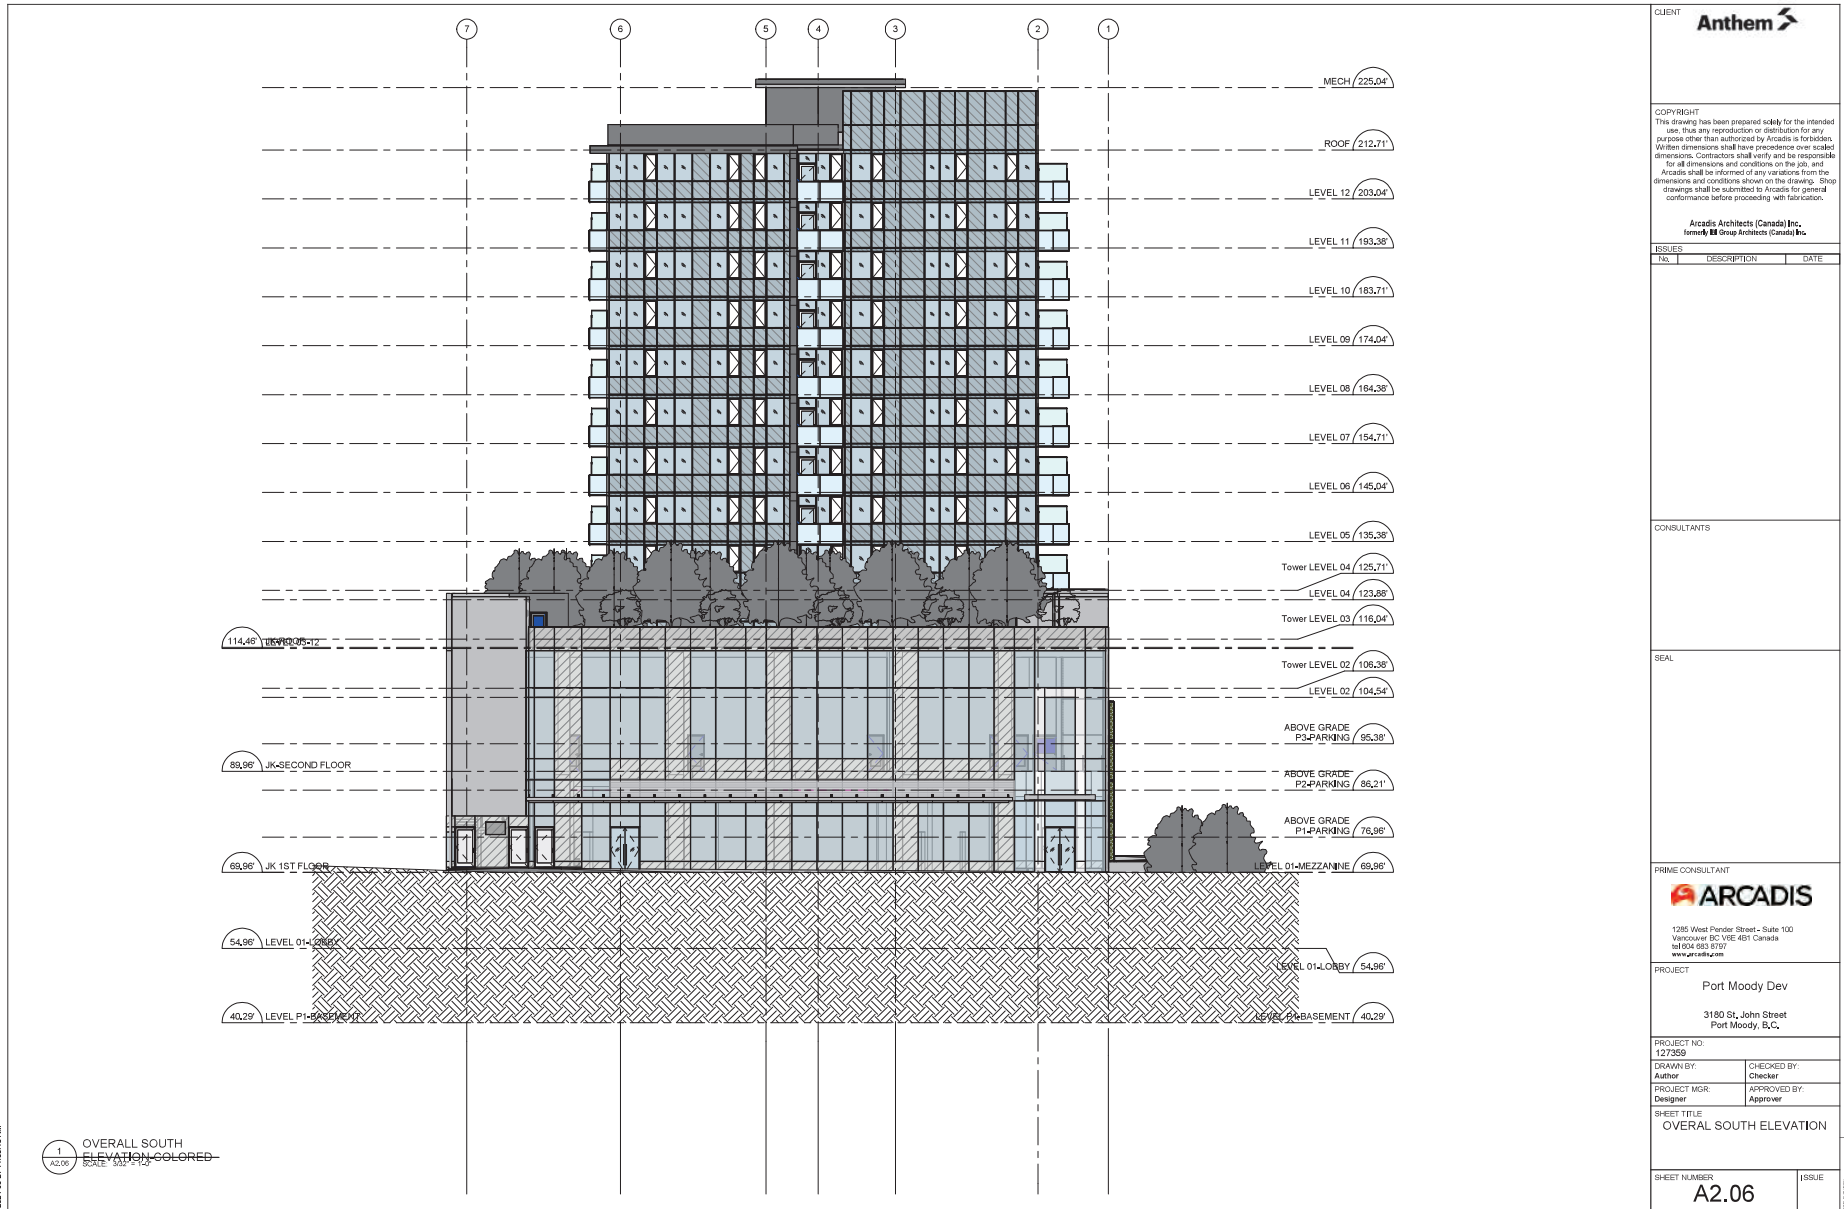 7
6
5
4
3
2
1
MECH 225.04'
ROOF 212.71'
LEVEL 12 203.04'
LEVEL 11 193.38'
LEVEL 10 183.71'
LEVEL 09 174.04'
LEVEL 08 164.38'
LEVEL 07 154.71'
LEVEL 06 145.04'
LEVEL 05 135.38'
Tower LEVEL 04 125.71'
LEVEL 04 123.88'
Tower LEVEL 03 116.04'
Tower LEVEL 02 106.38'
LEVEL 02 104.54'
ABOVE GRADE
P3-PARKING 95.38'
ABOVE GRADE
P2-PARKING 86.21'
ABOVE GRADE
P1-PARKING 76.96'
LEVEL 01-MEZZANINE 69.96'
LEVEL 01-LOBBY 54.96'
LEVEL P1-BASEMENT 40.29'
114.46'
89.96' JK-SECOND FLOOR
69.96' JK 1ST FLOOR
54.96' LEVEL 01-LOBBY
40.29' LEVEL P1-BASEMENT
1
A2.06
OVERALL SOUTH
ELEVATION-COLORED
SCALE: 3/32" = 1'-0"
CLIENT
Anthem
COPYRIGHT
This drawing has been prepared solely for the intended
use, thus any reproduction or distribution for any
purpose other than authorized by Arcadis is forbidden.
Written dimensions shall have precedence over scaled
dimensions. Contractors shall verify and be responsible
for all dimensions and conditions on the job, and
Arcadis shall be informed of any variations from the
dimensions and conditions shown on the drawing. Shop
drawings shall be submitted to Arcadis for general
conformance before proceeding with fabrication.
Arcadis Architects (Canada) Inc.
formerly IBI Group Architects (Canada) Inc.
ISSUES
No. DESCRIPTION DATE
CONSULTANTS
SEAL
PRIME CONSULTANT
ARCADIS
1285 West Pender Street - Suite 100
Vancouver BC V6E 4B1 Canada
tel 604 683 8797
www.arcadis.com
PROJECT
Port Moody Dev
3180 St. John Street
Port Moody, B.C.
PROJECT NO:
127359
DRAWN BY: CHECKED BY:
Author Checker
PROJECT MGR: APPROVED BY:
Designer Approver
SHEET TITLE
OVERAL SOUTH ELEVATION
SHEET NUMBER ISSUE
A2.06